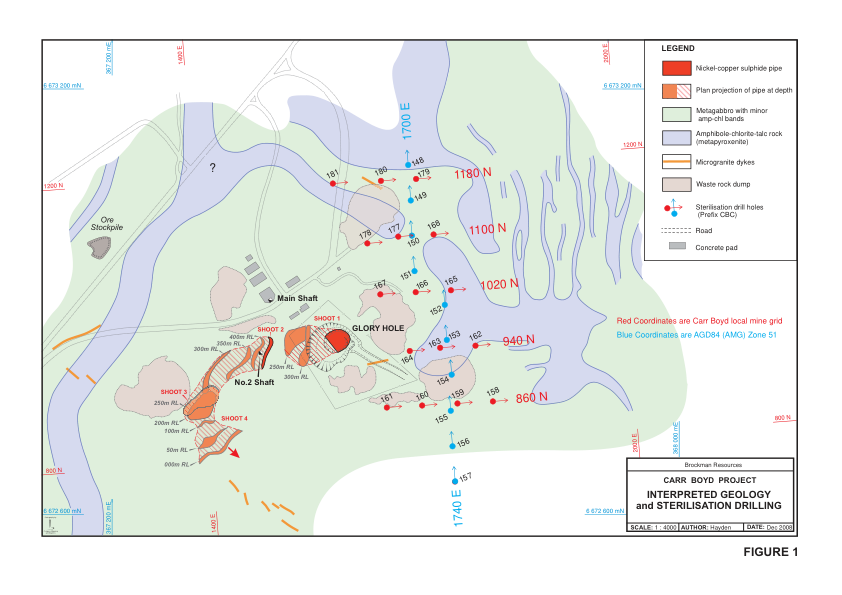 367 200 mE
1400 E
2000 E
6 673 200 mN
6 673 200 mN
LEGEND
Nickel-copper sulphide pipe
Plan projection of pipe at depth
Metagabbro with minor
amp-chl bands
Amphibole-chlorite-talc rock
(metapyroxenite)
Microgranite dykes
Waste rock dump
Sterilisation drill holes
(Prefix CBC)
Road
Concrete pad
1200 N
1200 N
1700 E
?
148
181
180
179
1180 N
149
Ore
Stockpile
178
177
150
168
1100 N
151
167
166
165
1020 N
152
Main Shaft
SHOOT 1
SHOOT 2
GLORY HOLE
400m RL
350m RL
300m RL
250m RL
300m RL
No.2 Shaft
Red Coordinates are Carr Boyd local mine grid
Blue Coordinates are AGD84 (AMG) Zone 51
164
163
153
162
940 N
154
SHOOT 3
250m RL
200m RL
100m RL
SHOOT 4
50m RL
000m RL
161
160
159
158
860 N
155
156
157
1740 E
800 N
800 N
2000 E
368 000 mE
6 672 600 mN
6 672 600 mN
367 200 mE
1400 E
Brockman Resources
CARR BOYD PROJECT
INTERPRETED GEOLOGY
and STERILISATION DRILLING
SCALE: 1 : 4000 AUTHOR: Hayden DATE: Dec 2008
FIGURE 1